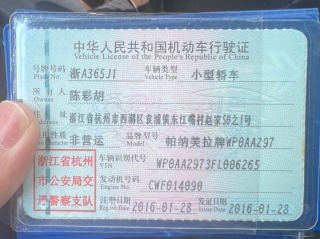 中华人民共和国机动车行驶证
Vehicle License of the People's Republic of China
号牌号码 浙A365J1 车辆类型 小型轿车
Plate No. Vehicle Type
所有人 陈彩胡
Owner
住址 浙江省杭州市西湖区袁浦镇东江嘴村赵家弄之1号
Address
使用性质 非营运 品牌型号 帕纳美拉牌WP0AA297
Model
浙江省杭州 车辆识别代号 WP0AA2973FL006265
VIN
市公安局交 发动机号码 CWF014090
Engine No.
通警察支队 注册日期 2016-01-28 发证日期 2016-01-28
Register Date Issue Date